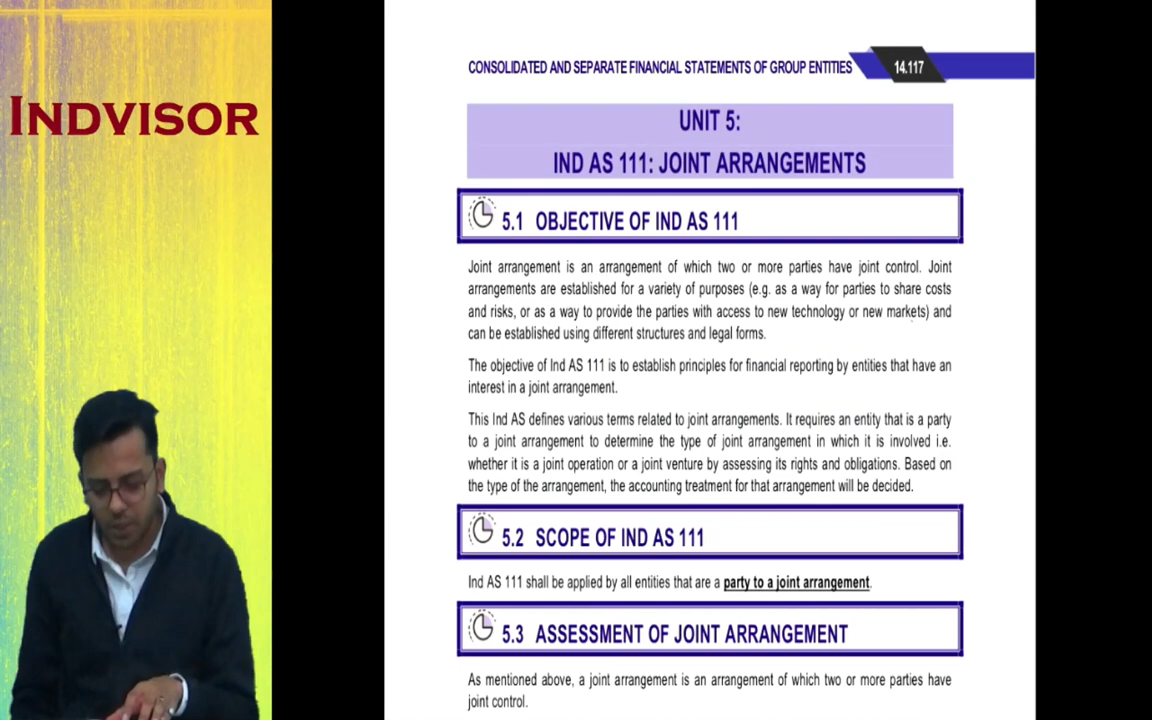 INDVISOR
CONSOLIDATED AND SEPARATE FINANCIAL STATEMENTS OF GROUP ENTITIES 14.117
UNIT 5:
IND AS 111: JOINT ARRANGEMENTS
5.1 OBJECTIVE OF IND AS 111
Joint arrangement is an arrangement of which two or more parties have joint control. Joint
arrangements are established for a variety of purposes (e.g. as a way for parties to share costs
and risks, or as a way to provide the parties with access to new technology or new markets) and
can be established using different structures and legal forms.
The objective of Ind AS 111 is to establish principles for financial reporting by entities that have an
interest in a joint arrangement.
This Ind AS defines various terms related to joint arrangements. It requires an entity that is a party
to a joint arrangement to determine the type of joint arrangement in which it is involved i.e.
whether it is a joint operation or a joint venture by assessing its rights and obligations. Based on
the type of the arrangement, the accounting treatment for that arrangement will be decided.
5.2 SCOPE OF IND AS 111
Ind AS 111 shall be applied by all entities that are a party to a joint arrangement.
5.3 ASSESSMENT OF JOINT ARRANGEMENT
As mentioned above, a joint arrangement is an arrangement of which two or more parties have
joint control.